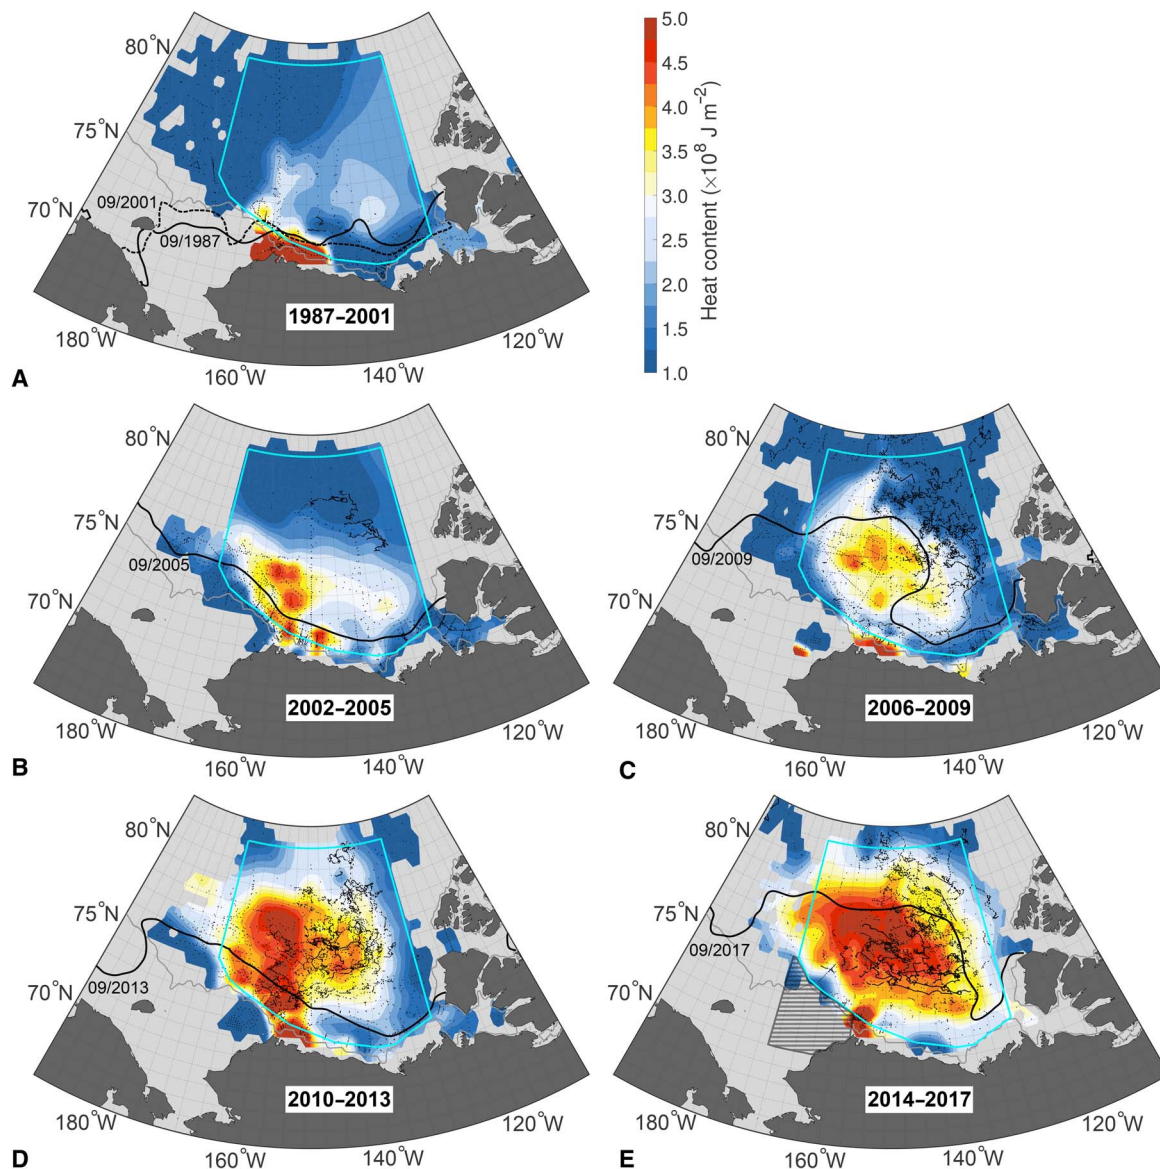 80°N
75°N
70°N
09/2001
09/1987
1987–2001
180°W
160°W
140°W
120°W
A
5.0
4.5
4.0
3.5
3.0
2.5
2.0
1.5
1.0
Heat content (×10⁸ J m⁻²)
80°N
75°N
70°N
09/2005
2002–2005
180°W
160°W
140°W
120°W
B
80°N
75°N
70°N
09/2009
2006–2009
180°W
160°W
140°W
120°W
C
80°N
75°N
70°N
09/2013
2010–2013
180°W
160°W
140°W
120°W
D
80°N
75°N
70°N
09/2017
2014–2017
180°W
160°W
140°W
120°W
E